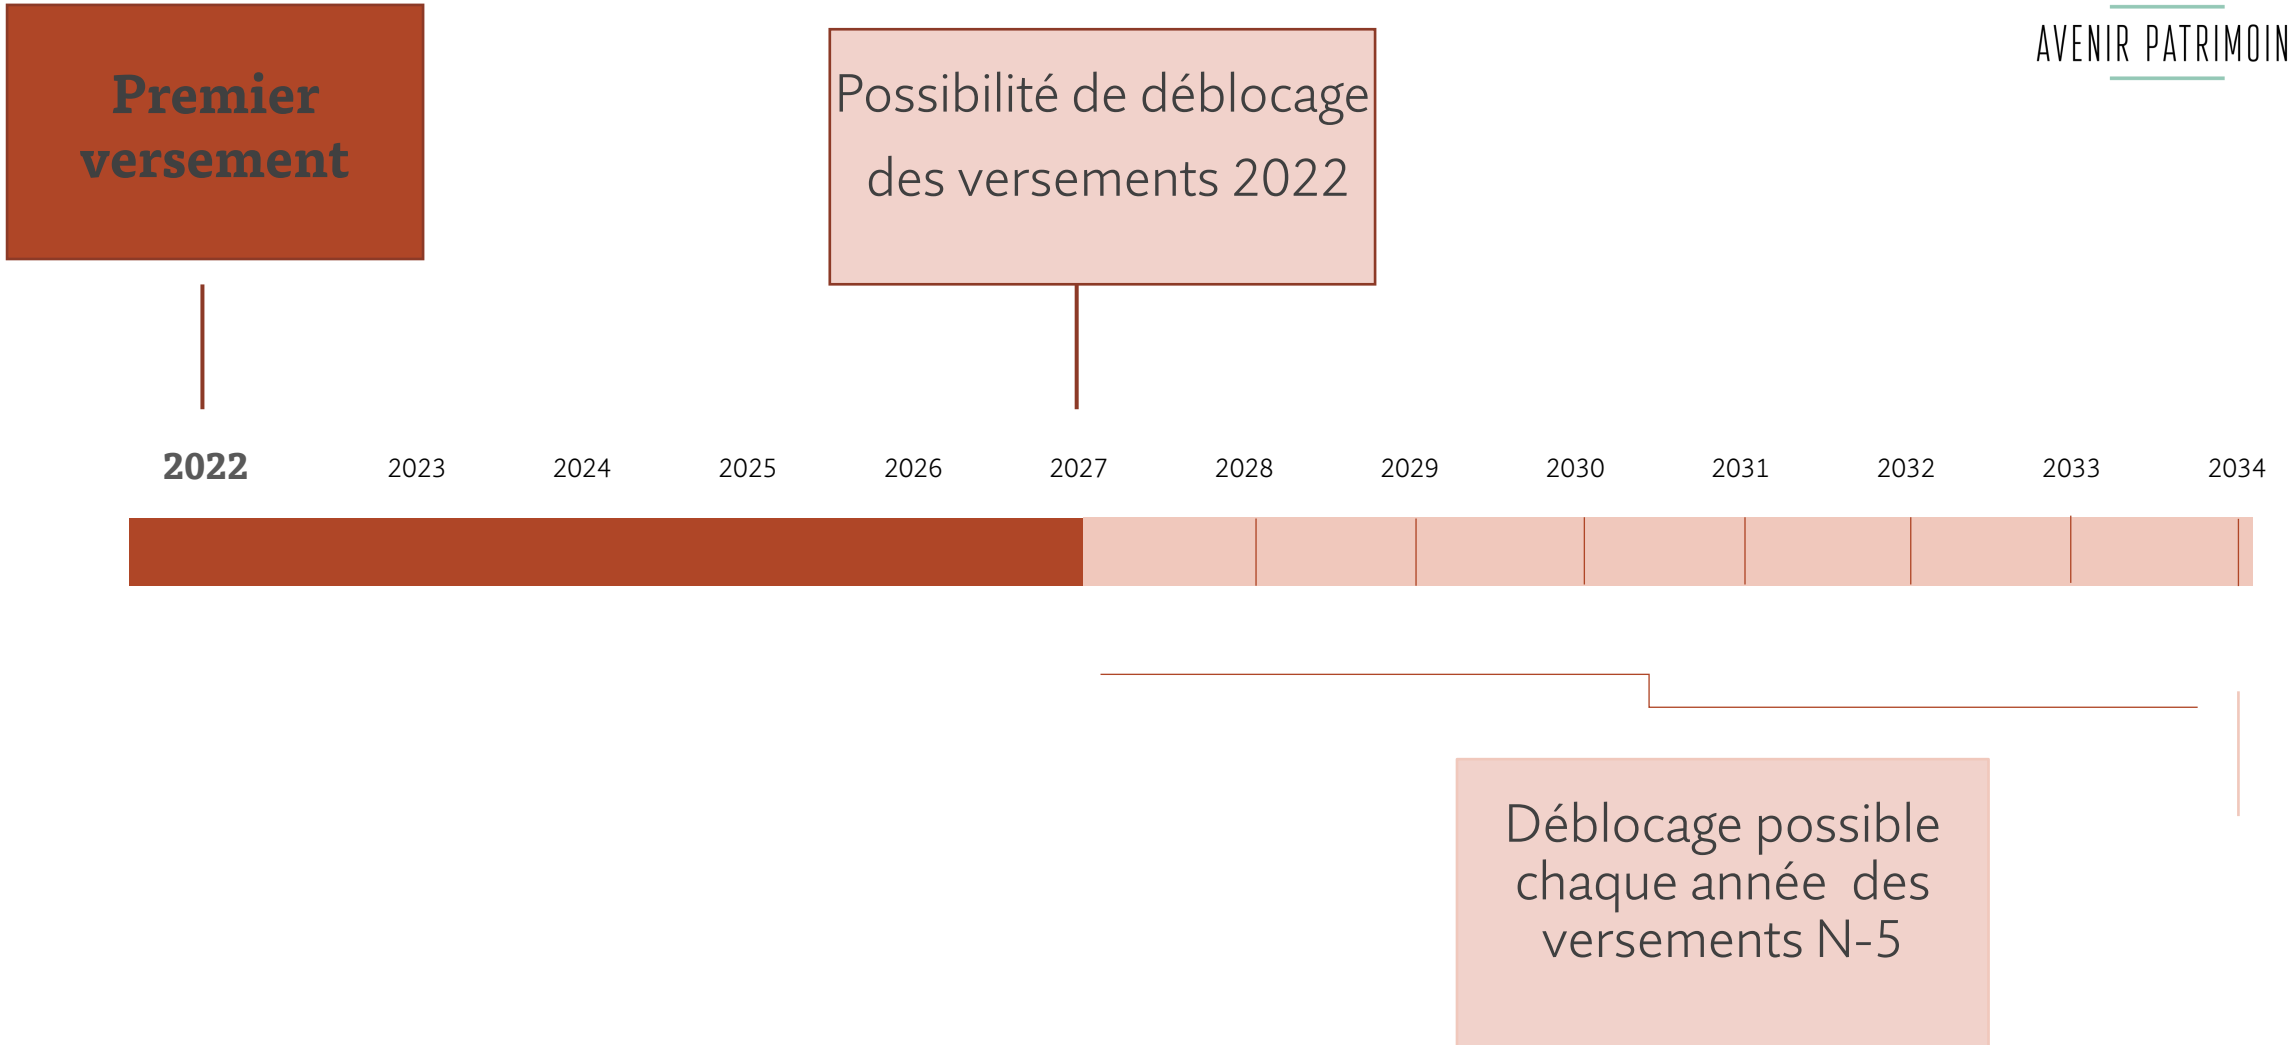 Premier
versement
Possibilité de déblocage
des versements 2022
AVENIR PATRIMOIN
2022 2023 2024 2025 2026 2027 2028 2029 2030 2031 2032 2033 2034
Déblocage possible
chaque année des
versements N-5